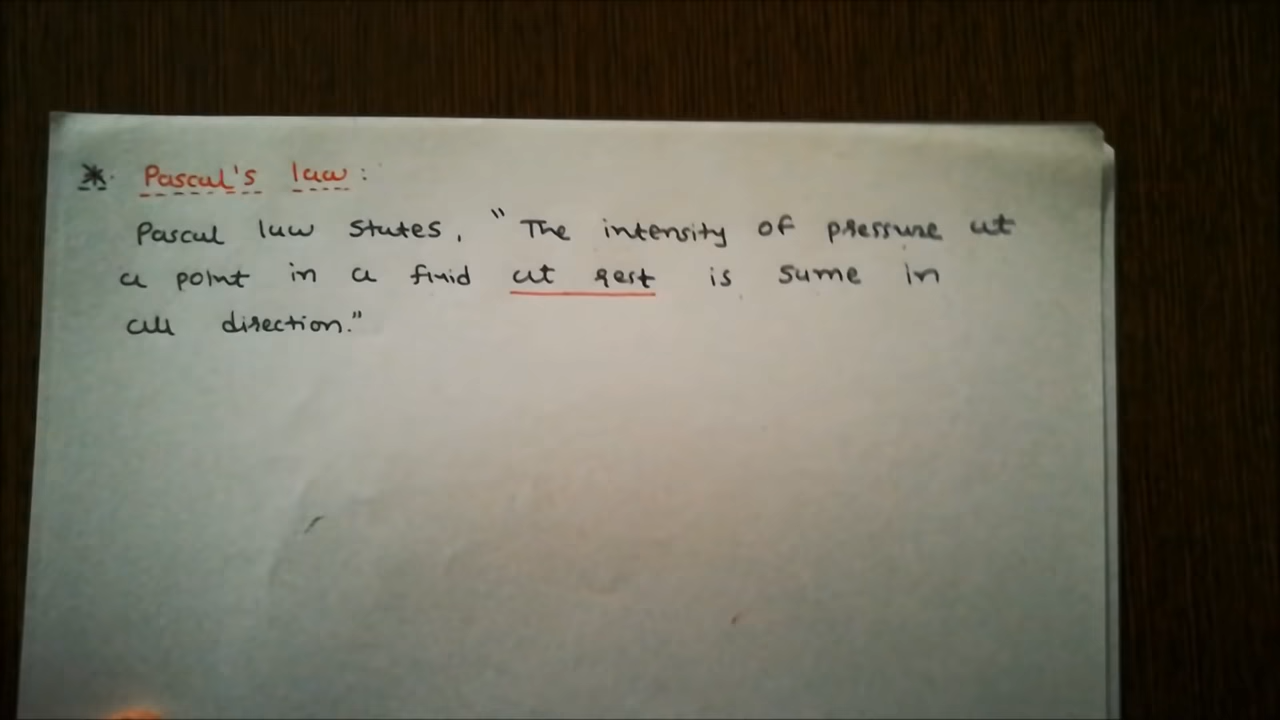 * Pascal's law:
Pascal law states, "The intensity of pressure at
a point in a fluid at rest is same in
all direction."